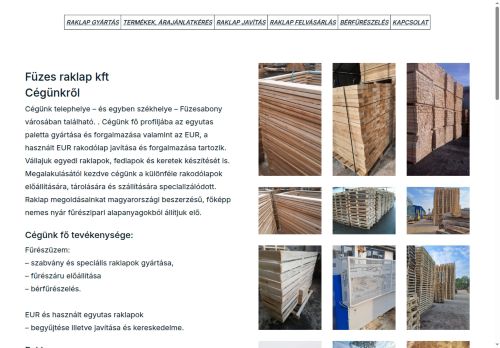 RAKLAP GYÁRTÁS TERMÉKEK, ÁRAJÁNLATKÉRÉS RAKLAP JAVÍTÁS RAKLAP FELVÁSÁRLÁS BÉRFŰRÉSZELÉS KAPCSOLAT
Füzes raklap kft
Cégünkről
Cégünk telephelye – és egyben székhelye – Füzesabony
városában található. . Cégünk fő profiljába az egyutas
paletta gyártása és forgalmazása valamint az EUR, a
használt EUR rakodólap javítása és forgalmazása tartozik.
Vállajuk egyedi raklapok, fedlapok és keretek készítését is.
Megalakulásától kezdve cégünk a különféle rakodólapok
előállítására, tárolására és szállítására specializálódott.
Raklap megoldásainkat magyarországi beszerzésű, főképp
nemes nyár fűrészipari alapanyagokból állítjuk elő.
Cégünk fő tevékenysége:
Fűrészüzem:
– szabvány és speciális raklapok gyártás,
– fűrészáru előállítása
– bérfűrészelés.
EUR és használt egyutas raklapok
– begyűjtése illetve javítása és kereskedelme.